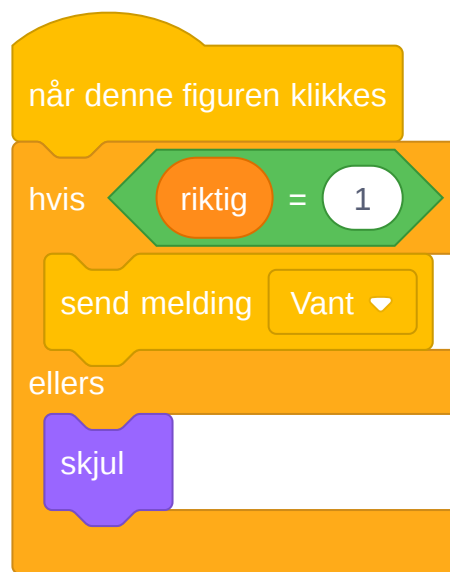 når denne figuren klikkes
hvis riktig = 1
send melding Vant
ellers
skjul